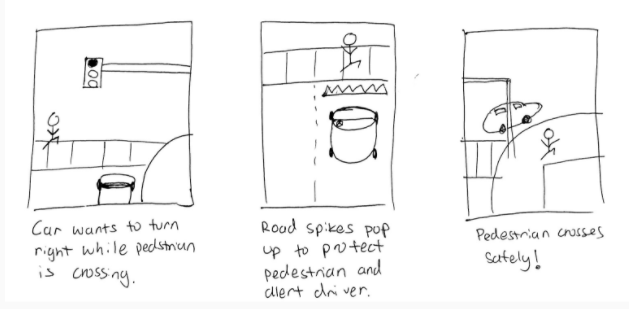 Car wants to turn
right while pedstrian
is crossing.
Road spikes pop
up to protect
pedestrian and
alert driver.
Pedestrian crosses
safely!